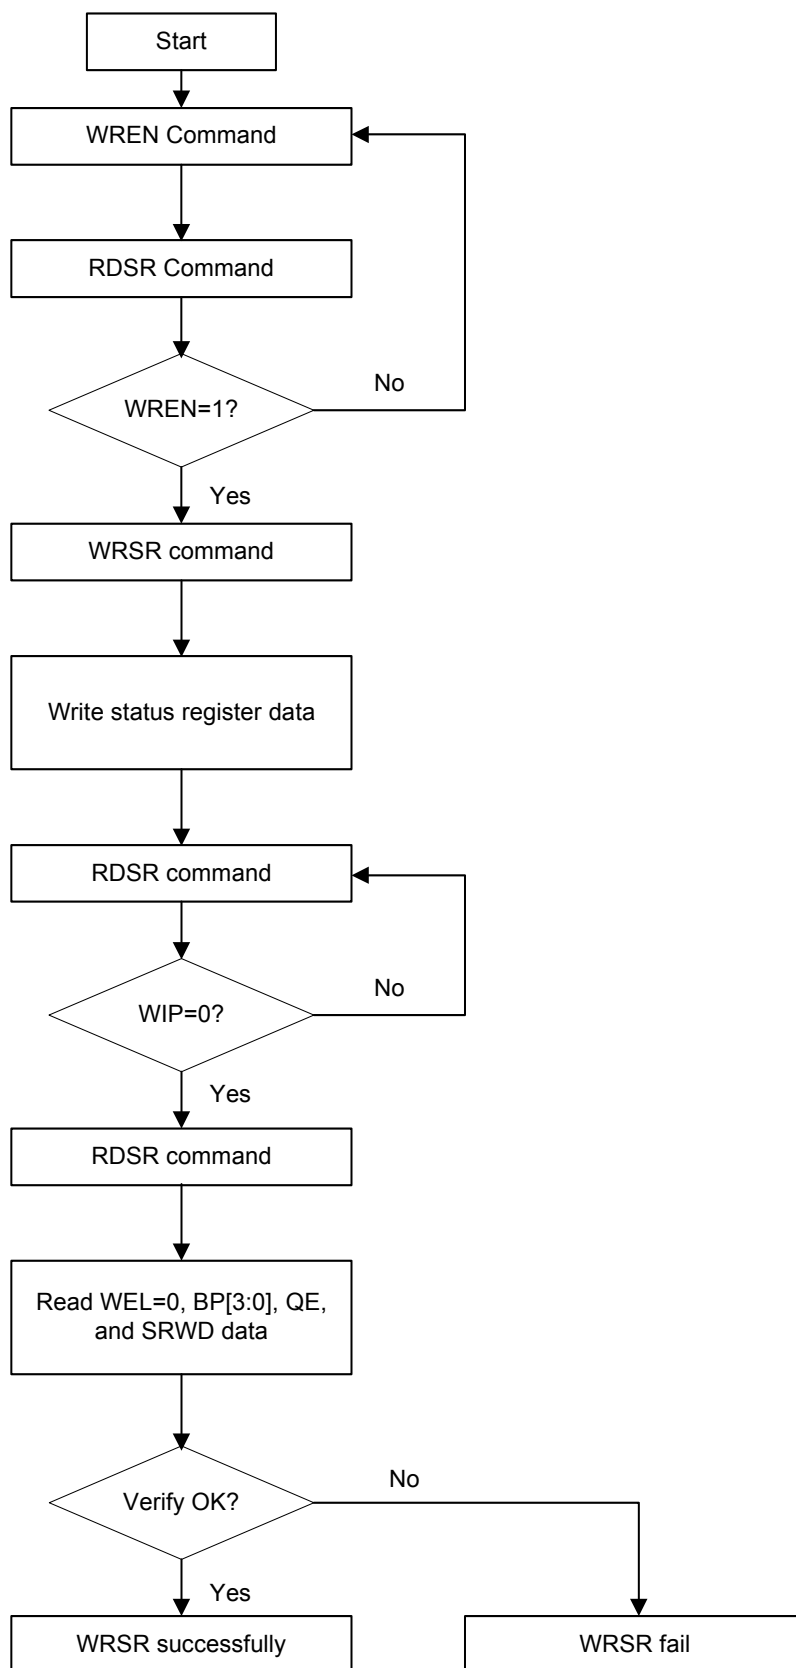 Start
WREN Command
RDSR Command
WREN=1?
No
Yes
WRSR command
Write status register data
RDSR command
WIP=0?
No
Yes
RDSR command
Read WEL=0, BP[3:0], QE,
and SRWD data
Verify OK?
No
Yes
WRSR successfully
WRSR fail